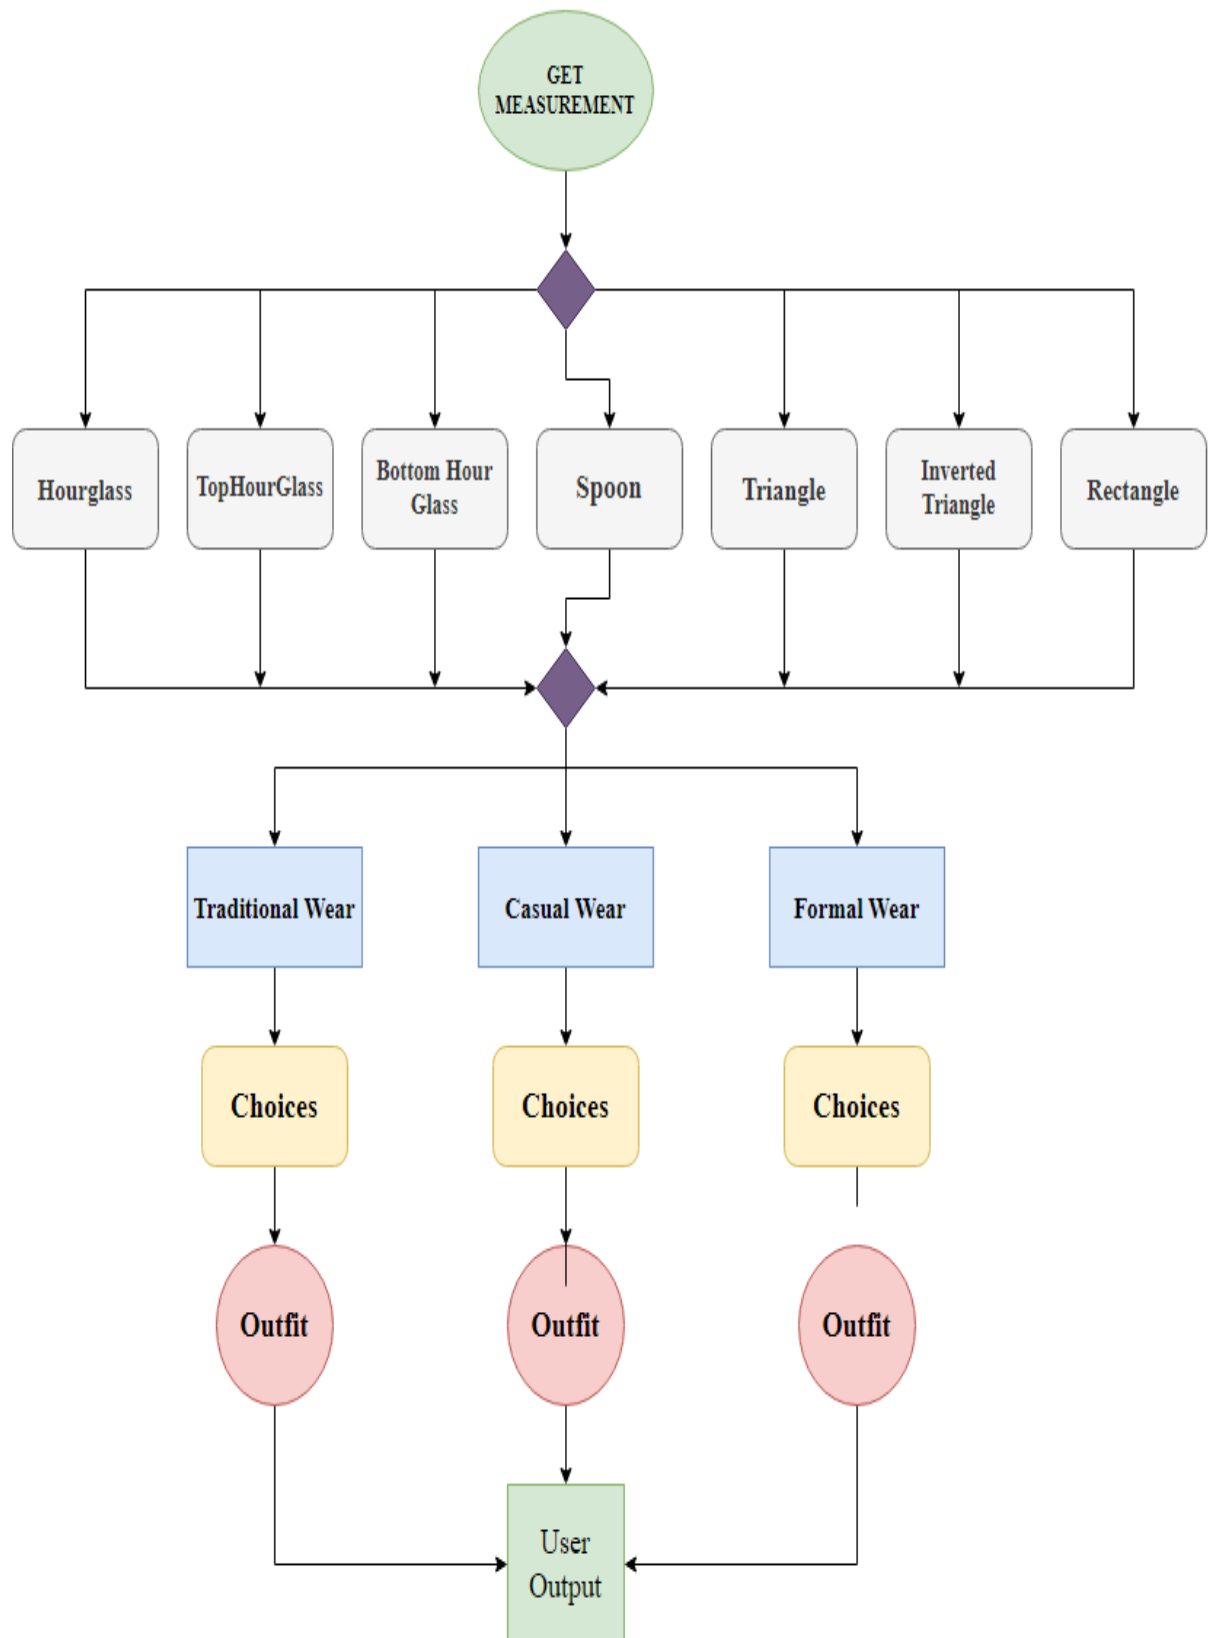 GET
MEASUREMENT
Hourglass
TopHourGlass
Bottom Hour
Glass
Spoon
Triangle
Inverted
Triangle
Rectangle
Traditional Wear
Casual Wear
Formal Wear
Choices
Choices
Choices
Outfit
Outfit
Outfit
User
Output